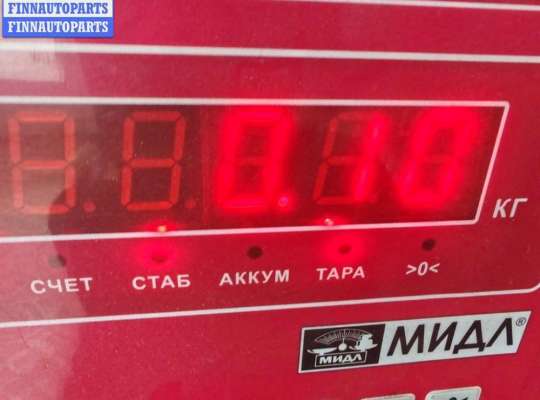 FINNAUTOPARTS
FINNAUTOPARTS
0.10
КГ
СЧЕТ СТАБ АККУМ ТАРА >0<
МИДЛ МИДЛ®